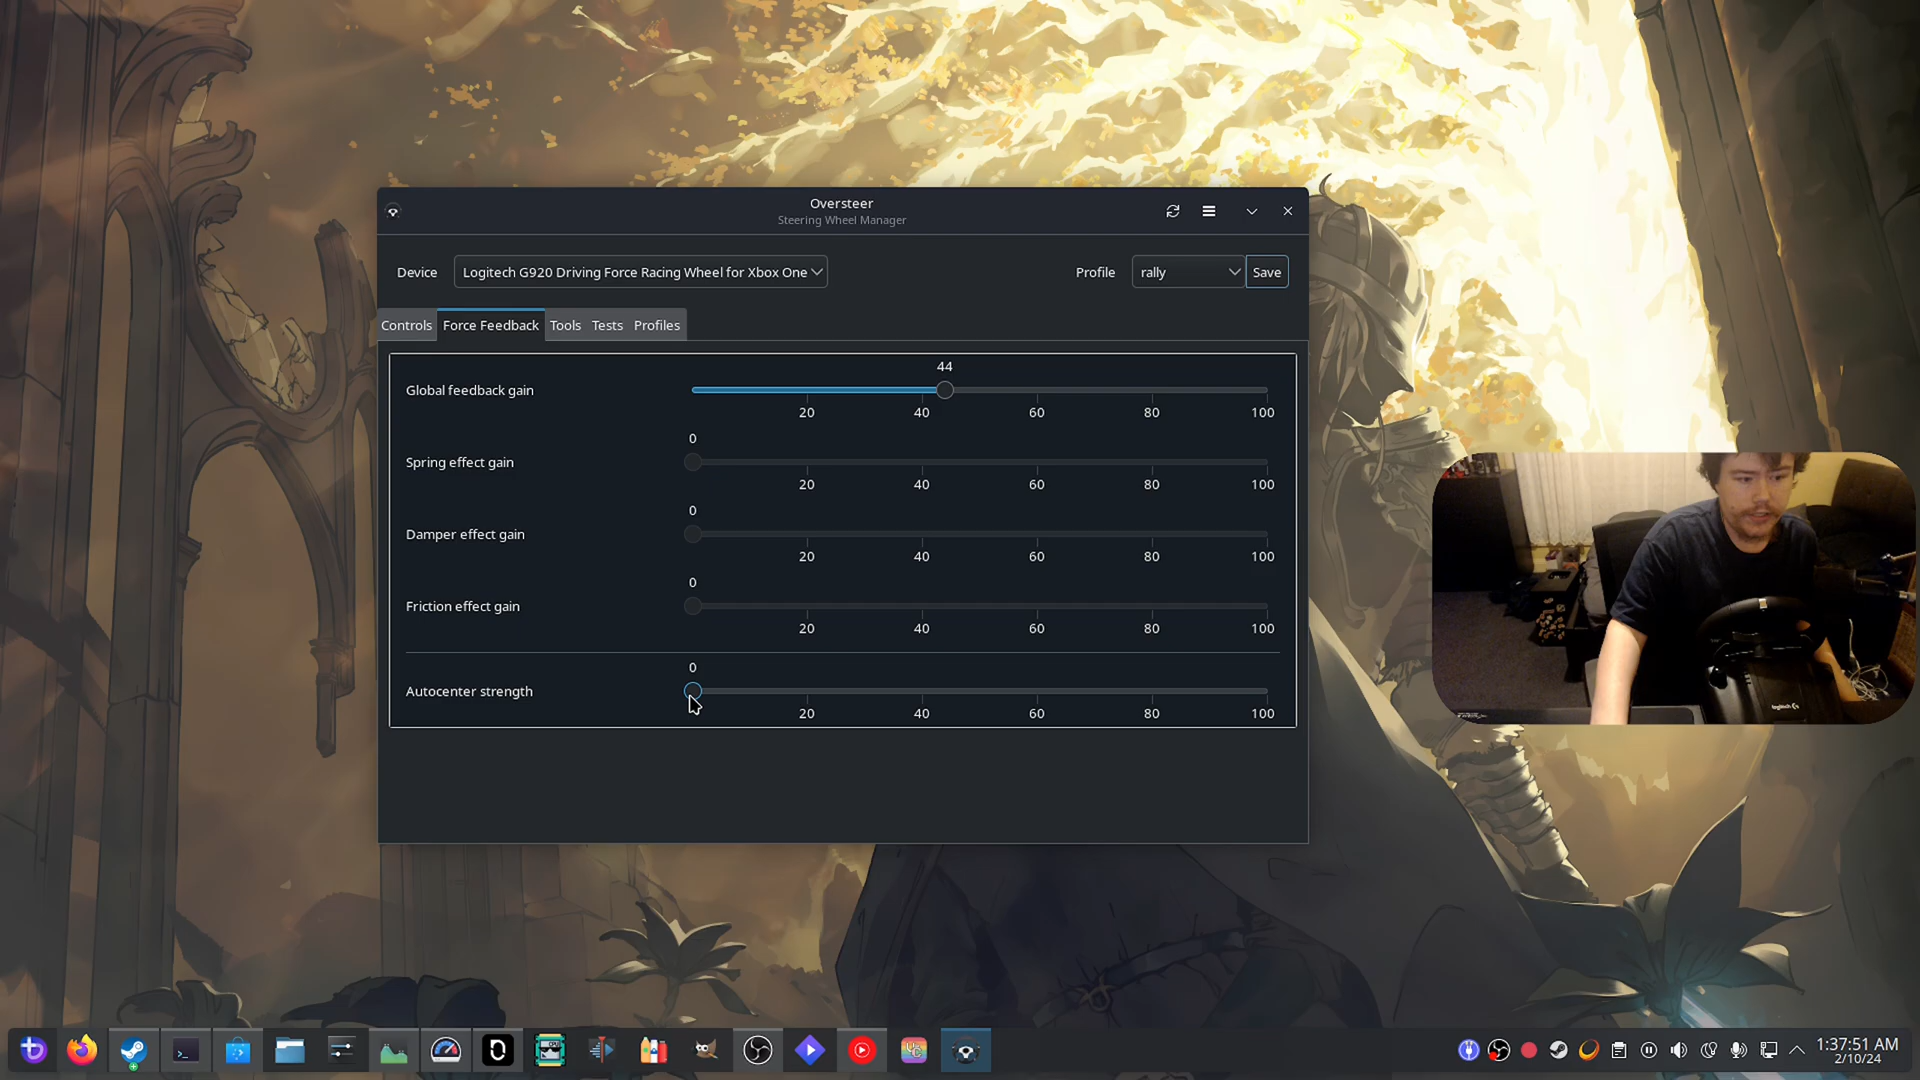 Oversteer
Steering Wheel Manager
Device
Logitech G920 Driving Force Racing Wheel for Xbox One
Profile
rally
Save
Controls
Force Feedback
Tools
Tests
Profiles
44
Global feedback gain
20 40 60 80 100
0
Spring effect gain
20 40 60 80 100
0
Damper effect gain
20 40 60 80 100
0
Friction effect gain
20 40 60 80 100
0
Autocenter strength
20 40 60 80 100
logitech
1:37:51 AM
2/10/24